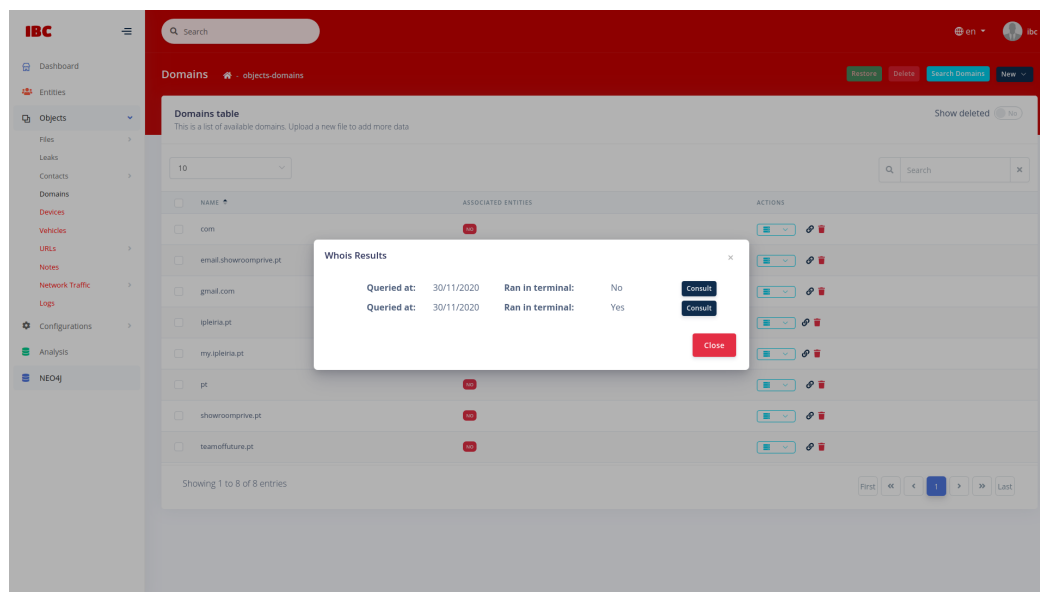 IBC
Search
en
ibc
Dashboard
Entities
Objects
Files
Leaks
Contacts
Domains
Devices
Vehicles
URLs
Notes
Network Traffic
Logs
Configurations
Analysis
NEO4J
Domains - objects-domains
Restore Delete Search Domains New
Domains table
This is a list of available domains. Upload a new file to add more data
Show deleted No
10
Search
NAME ASSOCIATED ENTITIES ACTIONS
com NO
email.showroomprive.pt
gmail.com
ipleiria.pt
my.ipleiria.pt
pt NO
showroomprive.pt NO
teamoffuture.pt NO
Whois Results
Queried at: 30/11/2020 Ran in terminal: No Consult
Queried at: 30/11/2020 Ran in terminal: Yes Consult
Close
Showing 1 to 8 of 8 entries
First « ‹ 1 › » Last